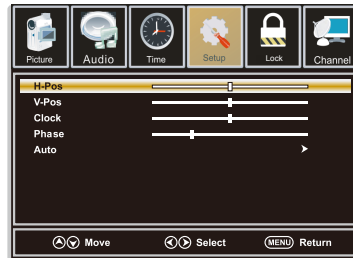 Picture Audio Time Setup Lock Channel
H-Pos
V-Pos
Clock
Phase
Auto
Move Select MENU Return